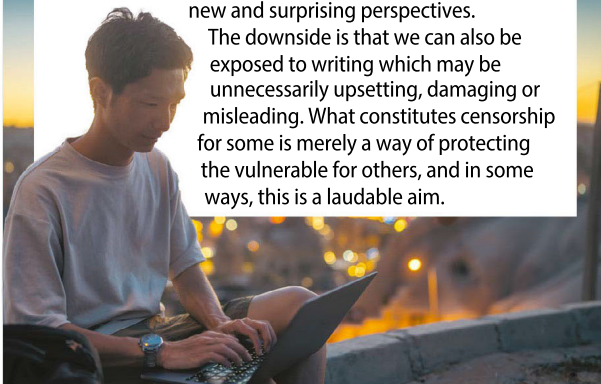 new and surprising perspectives.
The downside is that we can also be
exposed to writing which may be
unnecessarily upsetting, damaging or
misleading. What constitutes censorship
for some is merely a way of protecting
the vulnerable for others, and in some
ways, this is a laudable aim.